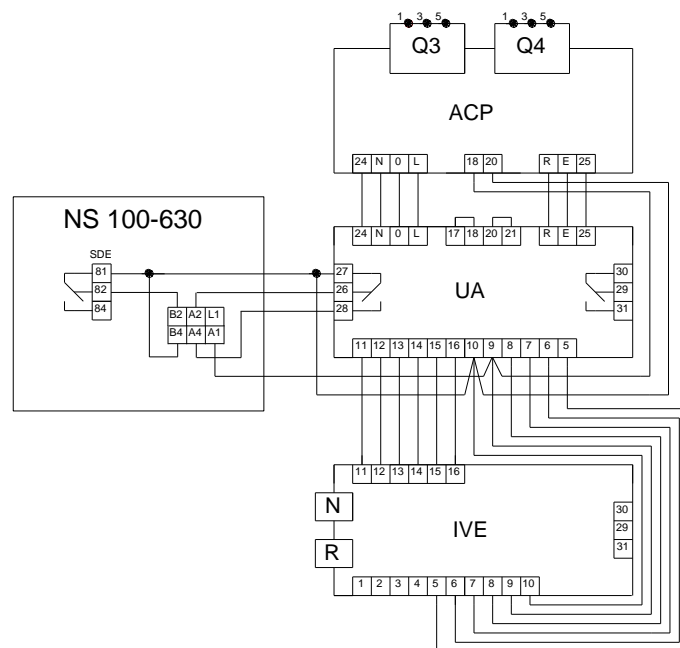 1 3 5 1 3 5
Q3 Q4
ACP
24 N 0 L 18 20 R E 25
NS 100-630
24 N 0 L 17 18 20 21 R E 25
SDE
81
82
84
B2 A2 L1
B4 A4 A1
27
26
28
UA
30
29
31
11 12 13 14 15 16 10 9 8 7 6 5
11 12 13 14 15 16
N
R
IVE
30
29
31
1 2 3 4 5 6 7 8 9 10